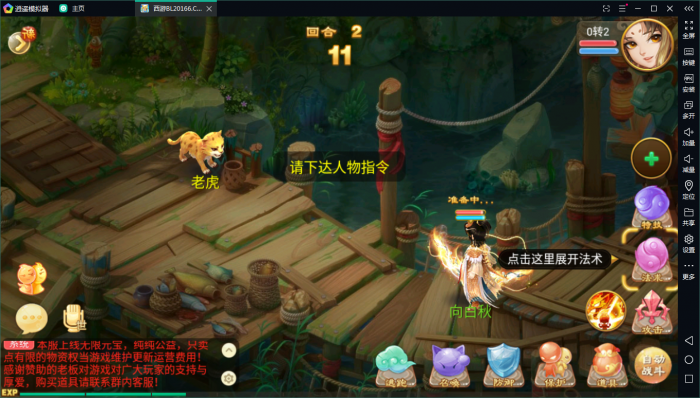 逍遥模拟器
主页
西游BL20166.C...
回合 2
11
0转2
全屏
按键
安装
多开
加量
减量
定位
共享
设置
更多
老虎
请下达人物指令
准备中...
点击这里展开法术
向百秋
特技
法术
攻击
逃跑
召唤
防御
保护
道具
自动
战斗
系统 本服上线无限元宝，纯纯公益，只卖
点有限的物资权当游戏维护更新运营费用！
感谢赞助的老板对游戏对广大玩家的支持与
厚爱，购买道具请联系群内客服！
EXP